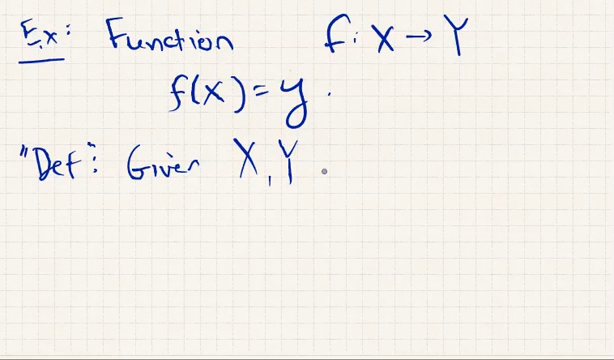 Ex: Function f: X → Y
f(x) = y.
"Def": Given X, Y